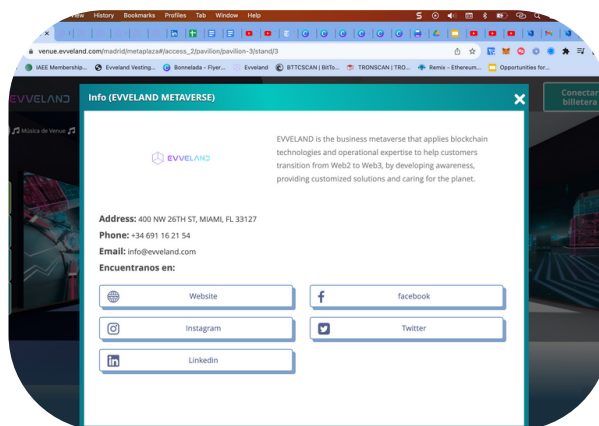 View History Bookmarks Profiles Tab Window Help
venue.evveland.com/madrid/metaplaza#/access_2/pavilion/pavilion-3/stand/3
IAEE Membership... Evveland Vesting... Bonnelada – Flyer... Evveland BTTCSCAN | BitTo... TRONSCAN | TRO... Remix - Ethereum... Opportunities for...
EVVELAND
Info (EVVELAND METAVERSE)
Conectar
billetera
Música de Venue
EVVELAND is the business metaverse that applies blockchain
technologies and operational expertise to help customers
transition from Web2 to Web3, by developing awareness,
providing customized solutions and caring for the planet.
EVVELAND
Address: 400 NW 26TH ST, MIAMI, FL 33127
Phone: +34 691 16 21 54
Email: info@evveland.com
Encuentranos en:
Website
facebook
Instagram
Twitter
Linkedin